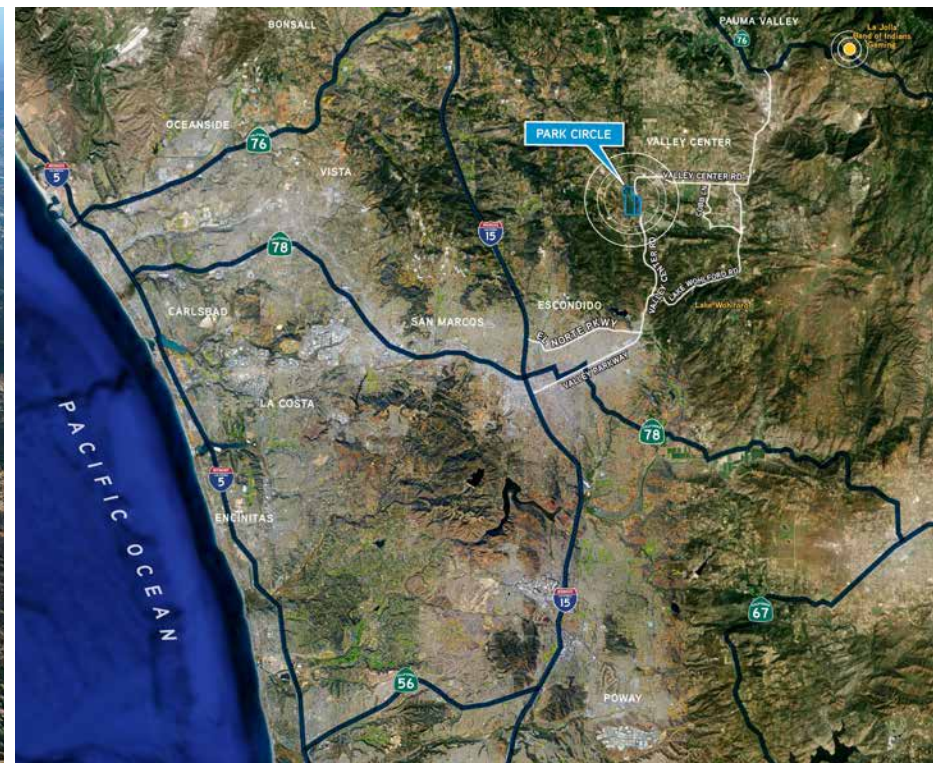 BONSALL
PAUMA VALLEY
76
La Jolla
Band of Indians
Gaming
OCEANSIDE
76
PARK CIRCLE
VALLEY CENTER
5
VISTA
VALLEY CENTER RD.
COBB LN
15
78
VALLEY CENTER RD
LAKE WOHLFORD RD
CARLSBAD
SAN MARCOS
ESCONDIDO
Lake Wohlford
EL NORTE PKWY
VALLEY PARKWAY
LA COSTA
78
PACIFIC OCEAN
5
ENCINITAS
15
67
56
POWAY